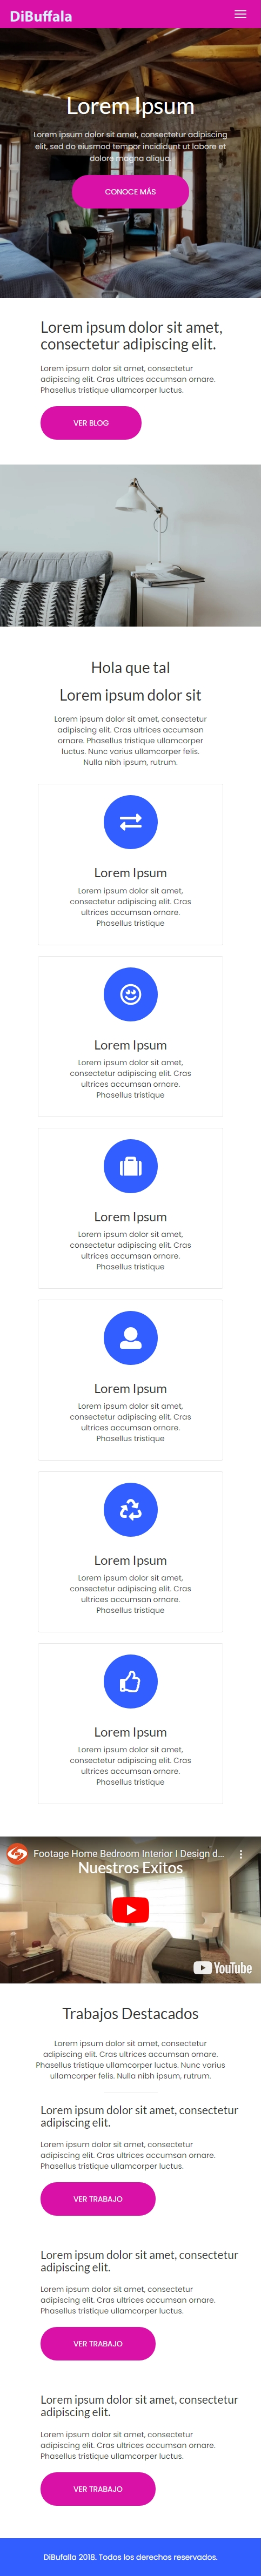 DiBuffala
Lorem Ipsum
Lorem ipsum dolor sit amet, consectetur adipiscing
elit, sed do eiusmod tempor incididunt ut labore et
dolore magna aliqua.
CONOCE MÁS
Lorem ipsum dolor sit amet,
consectetur adipiscing elit.
Lorem ipsum dolor sit amet, consectetur
adipiscing elit. Cras ultrices accumsan ornare.
Phasellus tristique ullamcorper luctus.
VER BLOG
Hola que tal
Lorem ipsum dolor sit
Lorem ipsum dolor sit amet, consectetur
adipiscing elit. Cras ultrices accumsan
ornare. Phasellus tristique ullamcorper
luctus. Nunc varius ullamcorper felis.
Nulla nibh ipsum, rutrum.
Lorem Ipsum
Lorem ipsum dolor sit amet,
consectetur adipiscing elit. Cras
ultrices accumsan ornare.
Phasellus tristique
Lorem Ipsum
Lorem ipsum dolor sit amet,
consectetur adipiscing elit. Cras
ultrices accumsan ornare.
Phasellus tristique
Lorem Ipsum
Lorem ipsum dolor sit amet,
consectetur adipiscing elit. Cras
ultrices accumsan ornare.
Phasellus tristique
Lorem Ipsum
Lorem ipsum dolor sit amet,
consectetur adipiscing elit. Cras
ultrices accumsan ornare.
Phasellus tristique
Lorem Ipsum
Lorem ipsum dolor sit amet,
consectetur adipiscing elit. Cras
ultrices accumsan ornare.
Phasellus tristique
Lorem Ipsum
Lorem ipsum dolor sit amet,
consectetur adipiscing elit. Cras
ultrices accumsan ornare.
Phasellus tristique
Footage Home Bedroom Interior I Design d...
Nuestros Exitos
YouTube
Trabajos Destacados
Lorem ipsum dolor sit amet, consectetur
adipiscing elit. Cras ultrices accumsan ornare.
Phasellus tristique ullamcorper luctus. Nunc varius
ullamcorper felis. Nulla nibh ipsum, rutrum.
Lorem ipsum dolor sit amet, consectetur
adipiscing elit.
Lorem ipsum dolor sit amet, consectetur
adipiscing elit. Cras ultrices accumsan ornare.
Phasellus tristique ullamcorper luctus.
VER TRABAJO
Lorem ipsum dolor sit amet, consectetur
adipiscing elit.
Lorem ipsum dolor sit amet, consectetur
adipiscing elit. Cras ultrices accumsan ornare.
Phasellus tristique ullamcorper luctus.
VER TRABAJO
Lorem ipsum dolor sit amet, consectetur
adipiscing elit.
Lorem ipsum dolor sit amet, consectetur
adipiscing elit. Cras ultrices accumsan ornare.
Phasellus tristique ullamcorper luctus.
VER TRABAJO
DiBufalla 2018. Todos los derechos reservados.